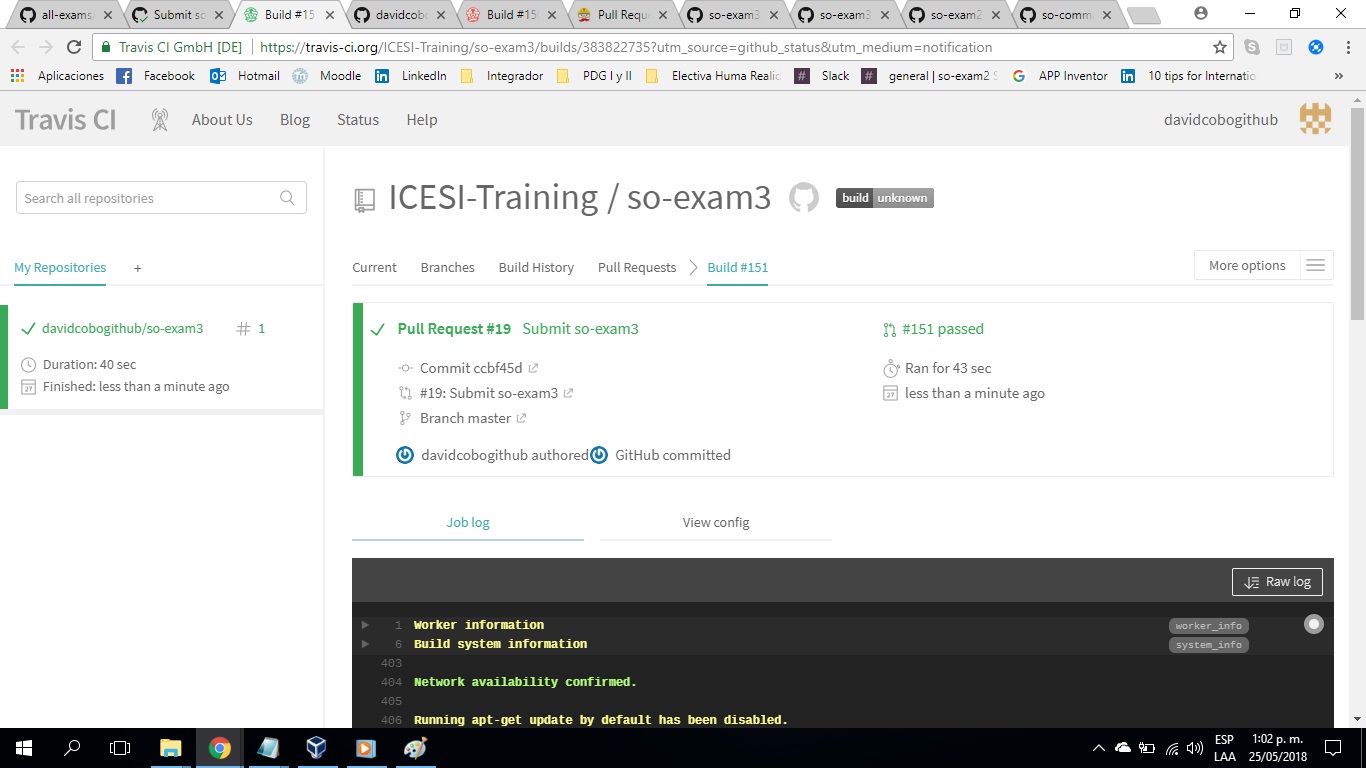 all-exams
Submit so
Build #15
davidcob
Build #15
Pull Requ
so-exam3
so-exam3
so-exam2
so-comm
Travis CI GmbH [DE]
https://travis-ci.org/ICESI-Training/so-exam3/builds/383822735?utm_source=github_status&utm_medium=notification
Aplicaciones Facebook Hotmail Moodle LinkedIn Integrador PDG I y II Electiva Huma Reali Slack general | so-exam2 S APP Inventor 10 tips for Internatio »
Travis CI About Us Blog Status Help davidcobogithub
Search all repositories
ICESI-Training / so-exam3 build unknown
My Repositories +
Current Branches Build History Pull Requests Build #151 More options
davidcobogithub/so-exam3 # 1
Duration: 40 sec
Finished: less than a minute ago
Pull Request #19 Submit so-exam3 #151 passed
Commit ccbf45d Ran for 43 sec
#19: Submit so-exam3 less than a minute ago
Branch master
davidcobogithub authored GitHub committed
Job log View config
Raw log
1 Worker information worker_info
6 Build system information system_info
403
404 Network availability confirmed.
405
406 Running apt-get update by default has been disabled.
ESP 1:02 p. m.
LAA 25/05/2018